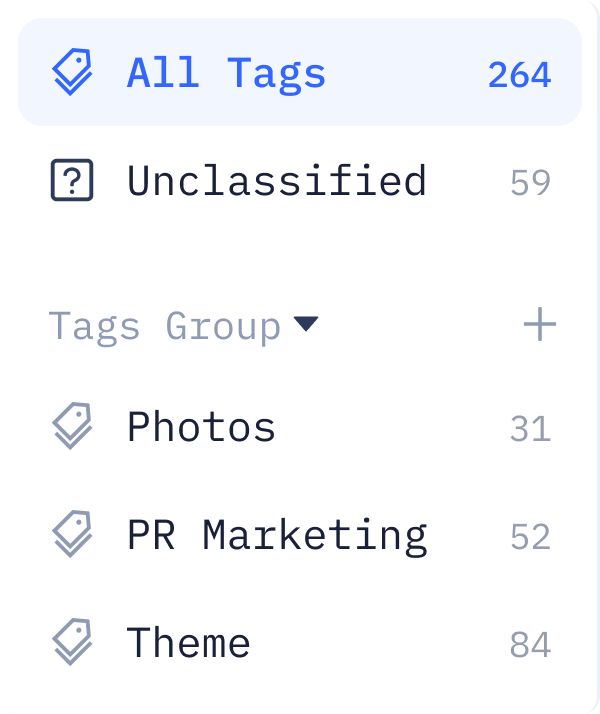 All Tags 264
Unclassified 59
Tags Group
Photos 31
PR Marketing 52
Theme 84